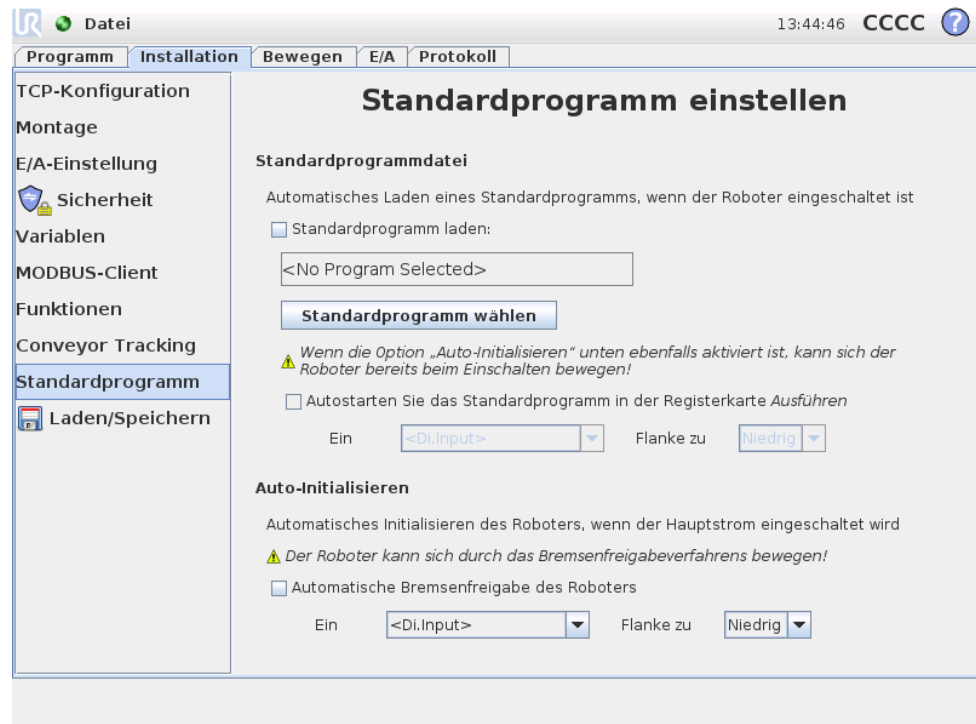 UR Datei 13:44:46 CCCC ?
Programm Installation Bewegen E/A Protokoll
TCP-Konfiguration
Montage
E/A-Einstellung
Sicherheit
Variablen
MODBUS-Client
Funktionen
Conveyor Tracking
Standardprogramm
Laden/Speichern
Standardprogramm einstellen
Standardprogrammdatei
Automatisches Laden eines Standardprogramms, wenn der Roboter eingeschaltet ist
Standardprogramm laden:
<No Program Selected>
Standardprogramm wählen
Wenn die Option „Auto-Initialisieren“ unten ebenfalls aktiviert ist, kann sich der
Roboter bereits beim Einschalten bewegen!
Autostarten Sie das Standardprogramm in der Registerkarte Ausführen
Ein <Di.Input> Flanke zu Niedrig
Auto-Initialisieren
Automatisches Initialisieren des Roboters, wenn der Hauptstrom eingeschaltet wird
Der Roboter kann sich durch das Bremsenfreigabeverfahrens bewegen!
Automatische Bremsenfreigabe des Roboters
Ein <Di.Input> Flanke zu Niedrig